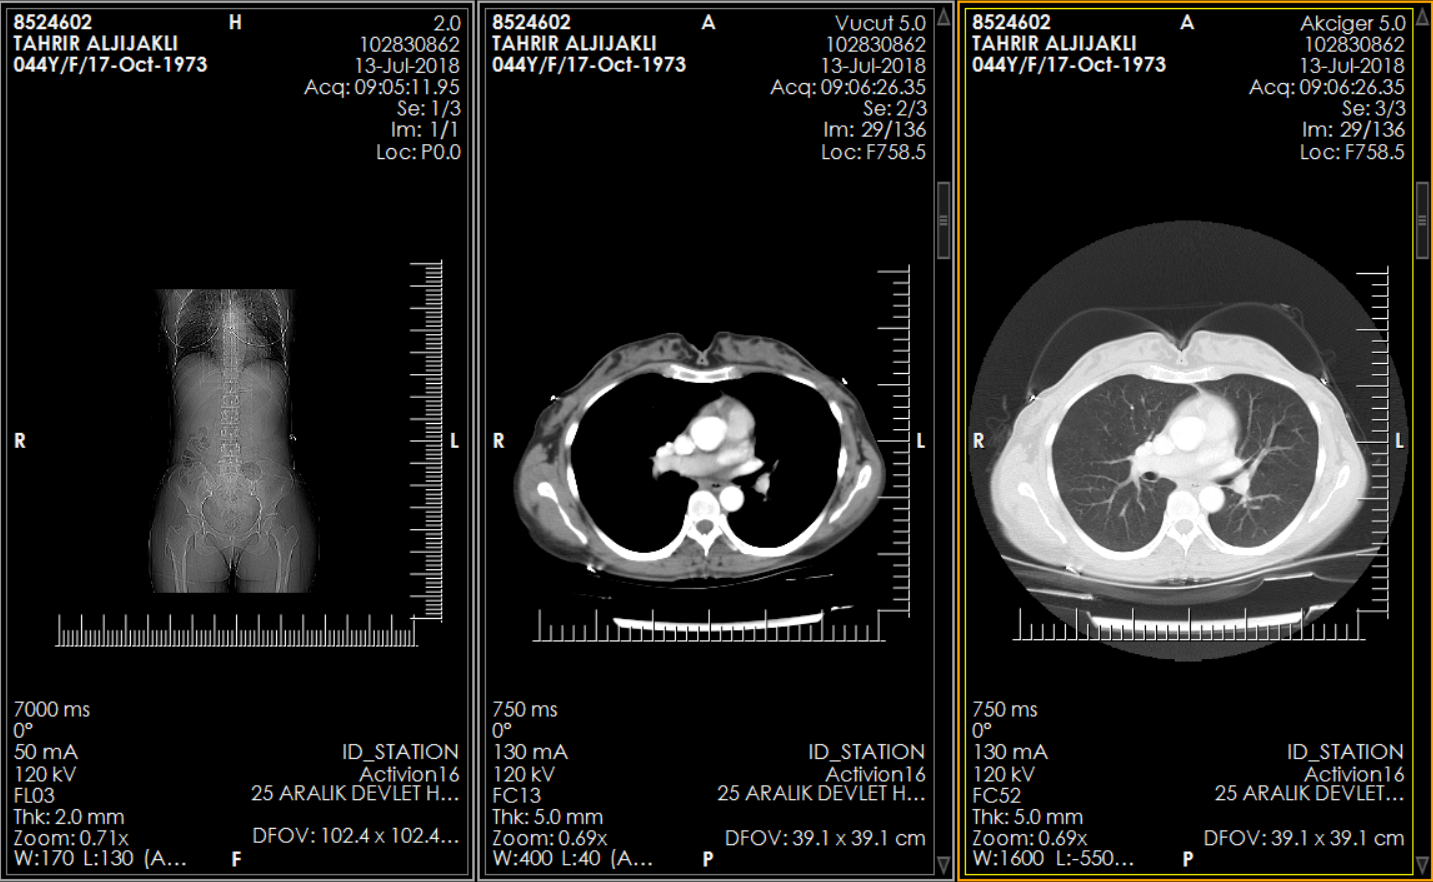 8524602
H
2.0
TAHRIR ALJIJAKLI
102830862
044Y/F/17-Oct-1973
13-Jul-2018
Acq: 09:05:11.95
Se: 1/3
Im: 1/1
Loc: P0.0
R
L
7000 ms
0°
50 mA
ID_STATION
120 kV
Activion16
FL03
25 ARALIK DEVLET H...
Thk: 2.0 mm
Zoom: 0.71x
DFOV: 102.4 x 102.4...
W:170 L:130 (A...
F
8524602
A
Vucut 5.0
TAHRIR ALJIJAKLI
102830862
044Y/F/17-Oct-1973
13-Jul-2018
Acq: 09:06:26.35
Se: 2/3
Im: 29/136
Loc: F758.5
R
L
750 ms
0°
130 mA
ID_STATION
120 kV
Activion16
FC13
25 ARALIK DEVLET H...
Thk: 5.0 mm
Zoom: 0.69x
DFOV: 39.1 x 39.1 cm
W:400 L:40 (A...
P
8524602
A
Akciger 5.0
TAHRIR ALJIJAKLI
102830862
044Y/F/17-Oct-1973
13-Jul-2018
Acq: 09:06:26.35
Se: 3/3
Im: 29/136
Loc: F758.5
R
L
750 ms
0°
130 mA
ID_STATION
120 kV
Activion16
FC52
25 ARALIK DEVLET...
Thk: 5.0 mm
Zoom: 0.69x
DFOV: 39.1 x 39.1 cm
W:1600 L:-550...
P